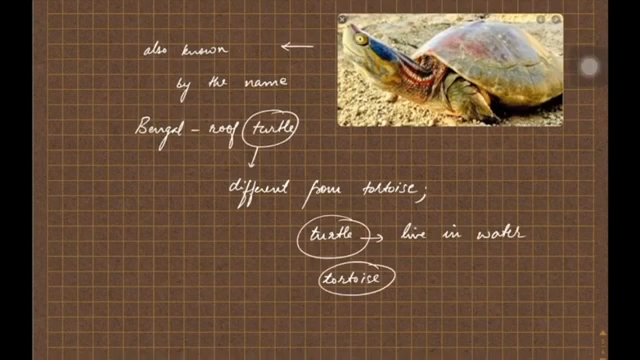 also known ←
by the name
Bengal - roof turtle
↓
different from tortoise;
turtle → live in water
tortoise